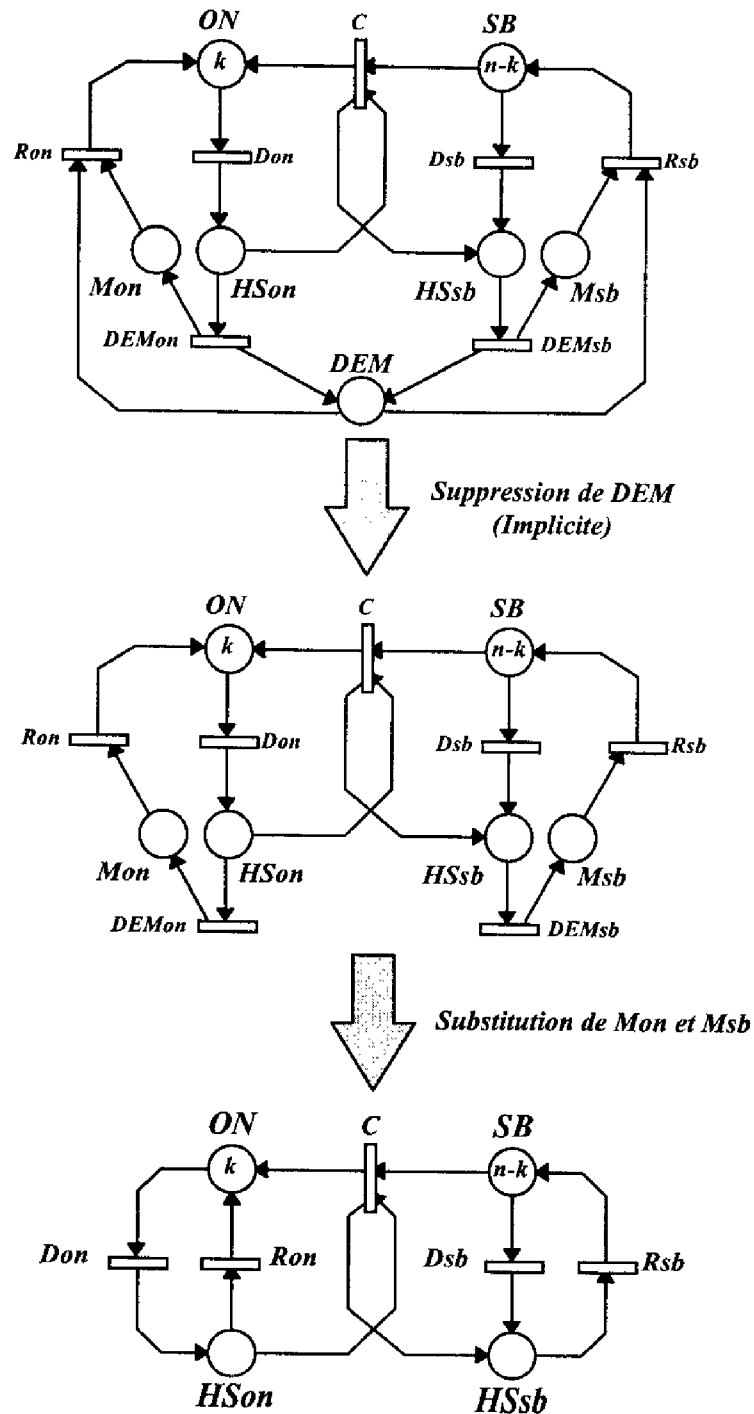 ON C SB
k n-k
Ron Don Dsb Rsb
Mon HSon HSsb Msb
DEMon DEM DEMsb
Suppression de DEM
(Implicite)
ON C SB
k n-k
Ron Don Dsb Rsb
Mon HSon HSsb Msb
DEMon DEMsb
Substitution de Mon et Msb
ON C SB
k n-k
Don Ron Dsb Rsb
HSon HSsb